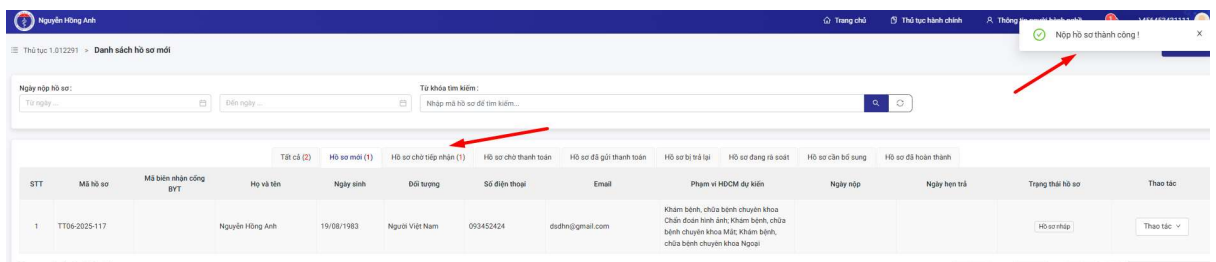 Nguyễn Hồng Anh
Trang chủ
Thủ tục hành chính
Thông tin người hành nghề
Nộp hồ sơ thành công !
X
Thủ tục 1.012291 > Danh sách hồ sơ mới
Ngày nộp hồ sơ:
Từ khóa tìm kiếm:
Từ ngày ...
Đến ngày ...
Nhập mã hồ sơ để tìm kiếm...
Tất cả (2)
Hồ sơ mới (1)
Hồ sơ chờ tiếp nhận (1)
Hồ sơ chờ thanh toán
Hồ sơ đã gửi thanh toán
Hồ sơ bị trả lại
Hồ sơ đang rà soát
Hồ sơ cần bổ sung
Hồ sơ đã hoàn thành
STT
Mã hồ sơ
Mã biên nhận cổng
BYT
Họ và tên
Ngày sinh
Đối tượng
Số điện thoại
Email
Phạm vi HĐCM dự kiến
Ngày nộp
Ngày hẹn trả
Trạng thái hồ sơ
Thao tác
1
TT06-2025-117
Nguyễn Hồng Anh
19/08/1983
Người Việt Nam
093452424
dsdhn@gmail.com
Khám bệnh, chữa bệnh chuyên khoa
Chẩn đoán hình ảnh; Khám bệnh, chữa
bệnh chuyên khoa Mắt; Khám bệnh,
chữa bệnh chuyên khoa Ngoại
Hồ sơ nháp
Thao tác